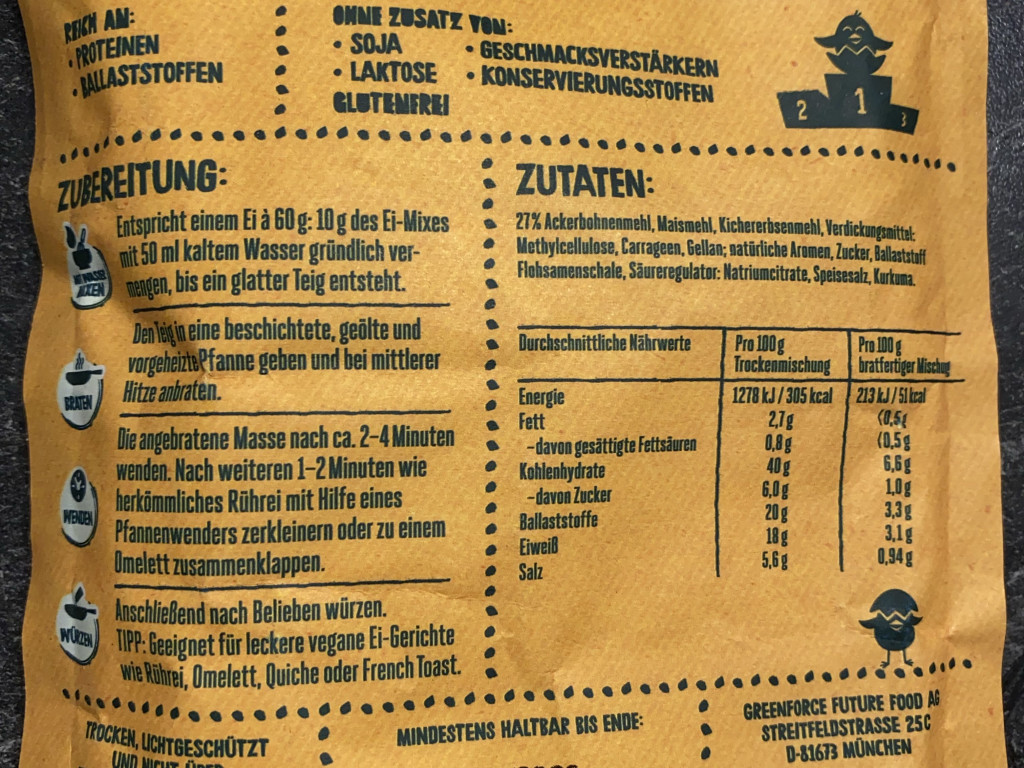 REICH AN:
• PROTEINEN
• BALLASTSTOFFEN
OHNE ZUSATZ VON:
• SOJA
• LAKTOSE
• GESCHMACKSVERSTÄRKERN
• KONSERVIERUNGSSTOFFEN
GLUTENFREI
2 1 3
ZUBEREITUNG:
Entspricht einem Ei à 60 g: 10 g des Ei-Mixes
mit 50 ml kaltem Wasser gründlich ver-
mengen, bis ein glatter Teig entsteht.
MIT WASSER
Den Teig in eine beschichtete, geölte und
vorgeheizte Pfanne geben und bei mittlerer
Hitze anbraten.
BRATEN
Die angebratene Masse nach ca. 2–4 Minuten
wenden. Nach weiteren 1–2 Minuten wie
herkömmliches Rührei mit Hilfe eines
Pfannenwenders zerkleinern oder zu einem
Omelett zusammenklappen.
WENDEN
Anschließend nach Belieben würzen.
TIPP: Geeignet für leckere vegane Ei-Gerichte
wie Rührei, Omelett, Quiche oder French Toast.
WÜRZEN
ZUTATEN:
27% Ackerbohnenmehl, Maismehl, Kichererbsenmehl, Verdickungsmittel:
Methylcellulose, Carrageen, Gellan; natürliche Aromen, Zucker, Ballaststoff
Flohsamenschale, Säureregulator: Natriumcitrate, Speisesalz, Kurkuma.
Durchschnittliche Nährwerte Pro 100 g Pro 100 g
Trockenmischung bratfertiger Mischung
Energie 1278 kJ / 305 kcal 213 kJ / 51 kcal
Fett 2,7 g <0,5 g
–davon gesättigte Fettsäuren 0,8 g <0,5 g
Kohlenhydrate 40 g 6,6 g
–davon Zucker 6,0 g 1,0 g
Ballaststoffe 20 g 3,3 g
Eiweiß 18 g 3,1 g
Salz 5,6 g 0,94 g
TROCKEN, LICHTGESCHÜTZT
UND NICHT ÜBER
MINDESTENS HALTBAR BIS ENDE:
GREENFORCE FUTURE FOOD AG
STREITFELDSTRASSE 25C
D-81673 MÜNCHEN